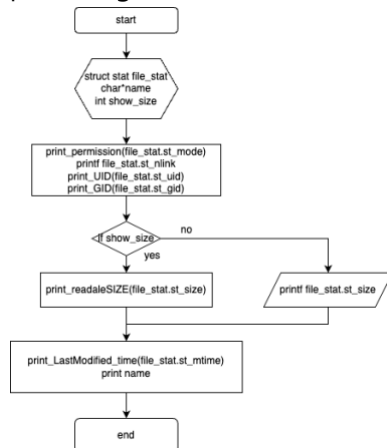 start
struct stat file_stat
char*name
int show_size
print_permission(file_stat.st_mode)
printf file_stat.st_nlink
print_UID(file_stat.st_uid)
print_GID(file_stat.st_gid)
If show_size
no
yes
print_readaleSIZE(file_stat.st_size)
printf file_stat.st_size
print_LastModified_time(file_stat.st_mtime)
print name
end